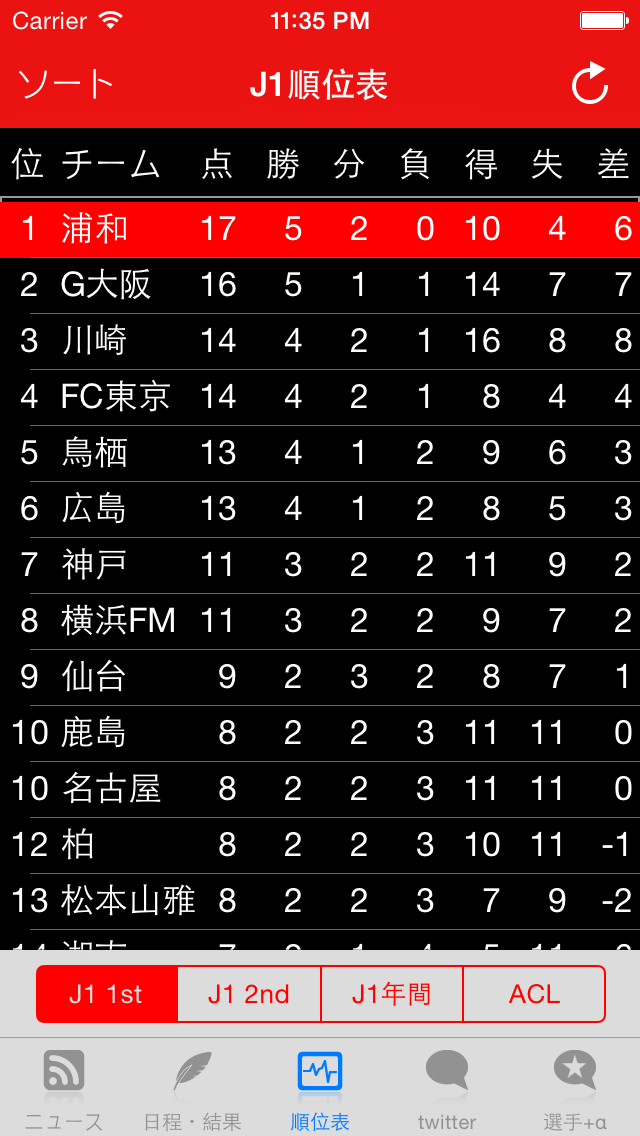 Carrier 11:35 PM
ソート J1順位表
位 チーム 点 勝 分 負 得 失 差
1 浦和 17 5 2 0 10 4 6
2 G大阪 16 5 1 1 14 7 7
3 川崎 14 4 2 1 16 8 8
4 FC東京 14 4 2 1 8 4 4
5 鳥栖 13 4 1 2 9 6 3
6 広島 13 4 1 2 8 5 3
7 神戸 11 3 2 2 11 9 2
8 横浜FM 11 3 2 2 9 7 2
9 仙台 9 2 3 2 8 7 1
10 鹿島 8 2 2 3 11 11 0
10 名古屋 8 2 2 3 11 11 0
12 柏 8 2 2 3 10 11 -1
13 松本山雅 8 2 2 3 7 9 -2
J1 1st J1 2nd J1年間 ACL
ニュース 日程・結果 順位表 twitter 選手+α